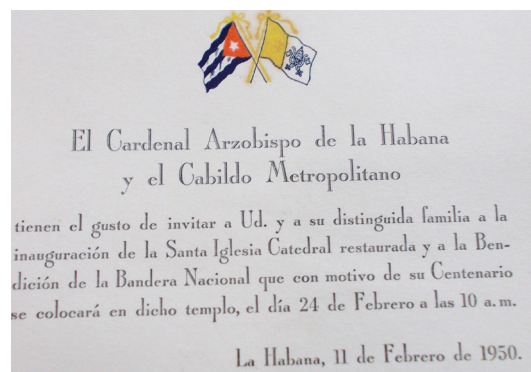 El Cardenal Arzobispo de la Habana
y el Cabildo Metropolitano
tienen el gusto de invitar a Ud. y a su distinguida familia a la
inauguración de la Santa Iglesia Catedral restaurada y a la Ben-
dición de la Bandera Nacional que con motivo de su Centenario
se colocará en dicho templo, el día 24 de Febrero a las 10 a. m.
La Habana, 11 de Febrero de 1950.